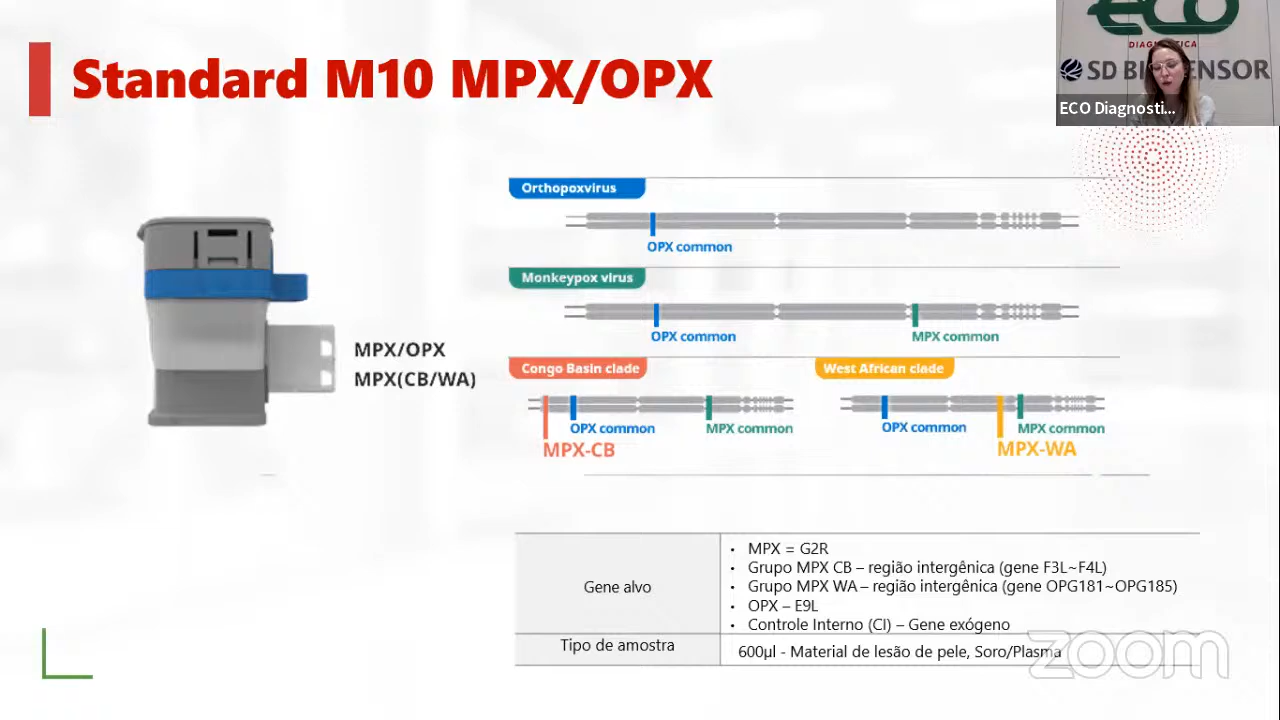 Standard M10 MPX/OPX
eco
DIAGNOSTICA
SD BI ENSOR
ECO Diagnosti...
Orthopoxvirus
OPX common
Monkeypox virus
OPX common
MPX common
MPX/OPX
MPX(CB/WA)
Congo Basin clade
West African clade
OPX common
MPX common
OPX common
MPX common
MPX-CB
MPX-WA
Gene alvo
• MPX = G2R
• Grupo MPX CB – região intergênica (gene F3L~F4L)
• Grupo MPX WA – região intergênica (gene OPG181~OPG185)
• OPX – E9L
• Controle Interno (CI) – Gene exógeno
Tipo de amostra
600µl - Material de lesão de pele, Soro/Plasma
zoom